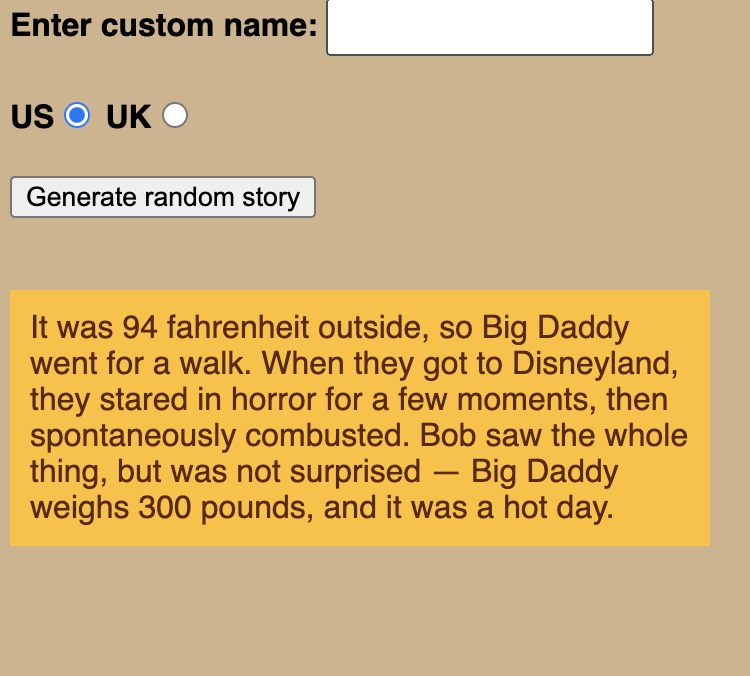 Enter custom name:
US UK
Generate random story
It was 94 fahrenheit outside, so Big Daddy
went for a walk. When they got to Disneyland,
they stared in horror for a few moments, then
spontaneously combusted. Bob saw the whole
thing, but was not surprised — Big Daddy
weighs 300 pounds, and it was a hot day.